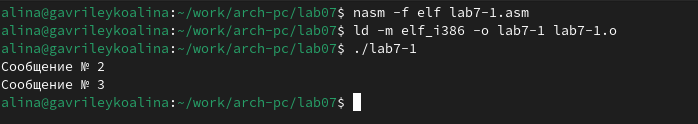 alina@gavrileykoalina:~/work/arch-pc/lab07$ nasm -f elf lab7-1.asm
alina@gavrileykoalina:~/work/arch-pc/lab07$ ld -m elf_i386 -o lab7-1 lab7-1.o
alina@gavrileykoalina:~/work/arch-pc/lab07$ ./lab7-1
Сообщение № 2
Сообщение № 3
alina@gavrileykoalina:~/work/arch-pc/lab07$